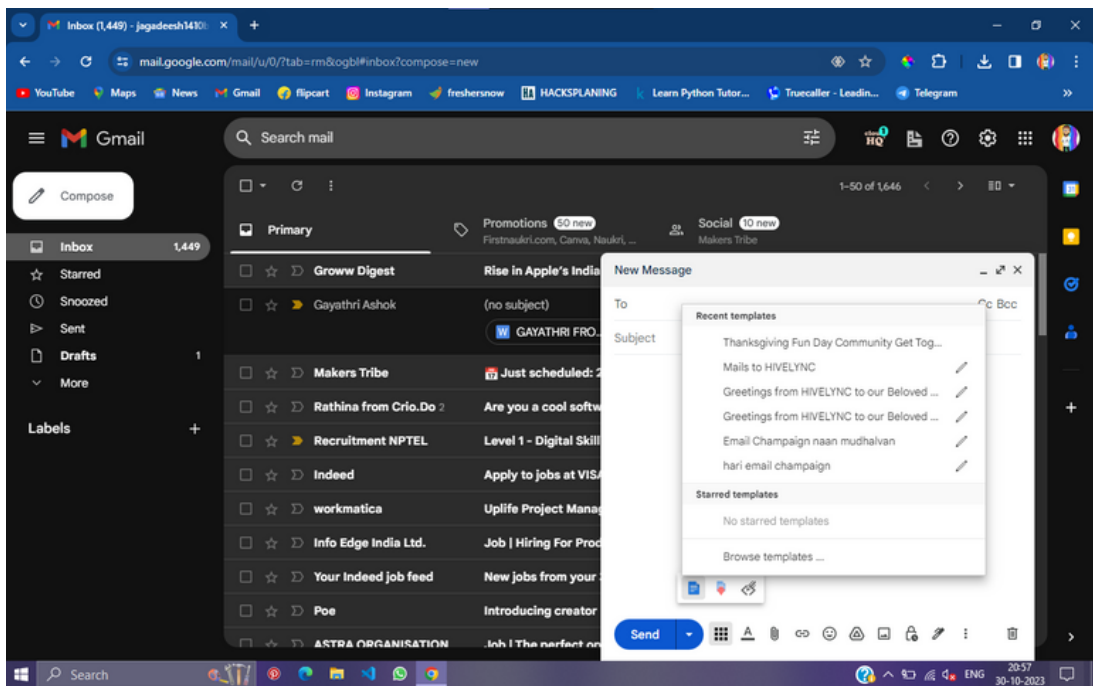 Inbox (1,449) - jagadeesh1410
mail.google.com/mail/u/0/?tab=rm&ogbl#inbox?compose=new
YouTube Maps News Gmail flipcart Instagram freshersnow HACKSPLANING Learn Python Tutor... Truecaller - Leadin... Telegram »
Gmail
Search mail
HQ
Compose
1–50 of 1,646
Primary
Promotions 50 new
Firstnaukri.com, Canva, Naukri, ...
Social 10 new
Makers Tribe
Inbox 1,449
Starred
Snoozed
Sent
Drafts 1
More
Labels +
Groww Digest Rise in Apple's India
Gayathri Ashok (no subject)
W GAYATHRI FRO...
Makers Tribe Just scheduled: 2
Rathina from Crio.Do 2 Are you a cool softw
Recruitment NPTEL Level 1 - Digital Skill
Indeed Apply to jobs at VISA
workmatica Uplife Project Manag
Info Edge India Ltd. Job | Hiring For Prod
Your Indeed job feed New jobs from your
Poe Introducing creator
ASTRA ORGANISATION Job | The perfect op
New Message
To Cc Bcc
Subject
Recent templates
Thanksgiving Fun Day Community Get Tog...
Mails to HIVELYNC
Greetings from HIVELYNC to our Beloved ...
Greetings from HIVELYNC to our Beloved ...
Email Champaign naan mudhalvan
hari email champaign
Starred templates
No starred templates
Browse templates ...
Send
Search
ENG
20:57
30-10-2023